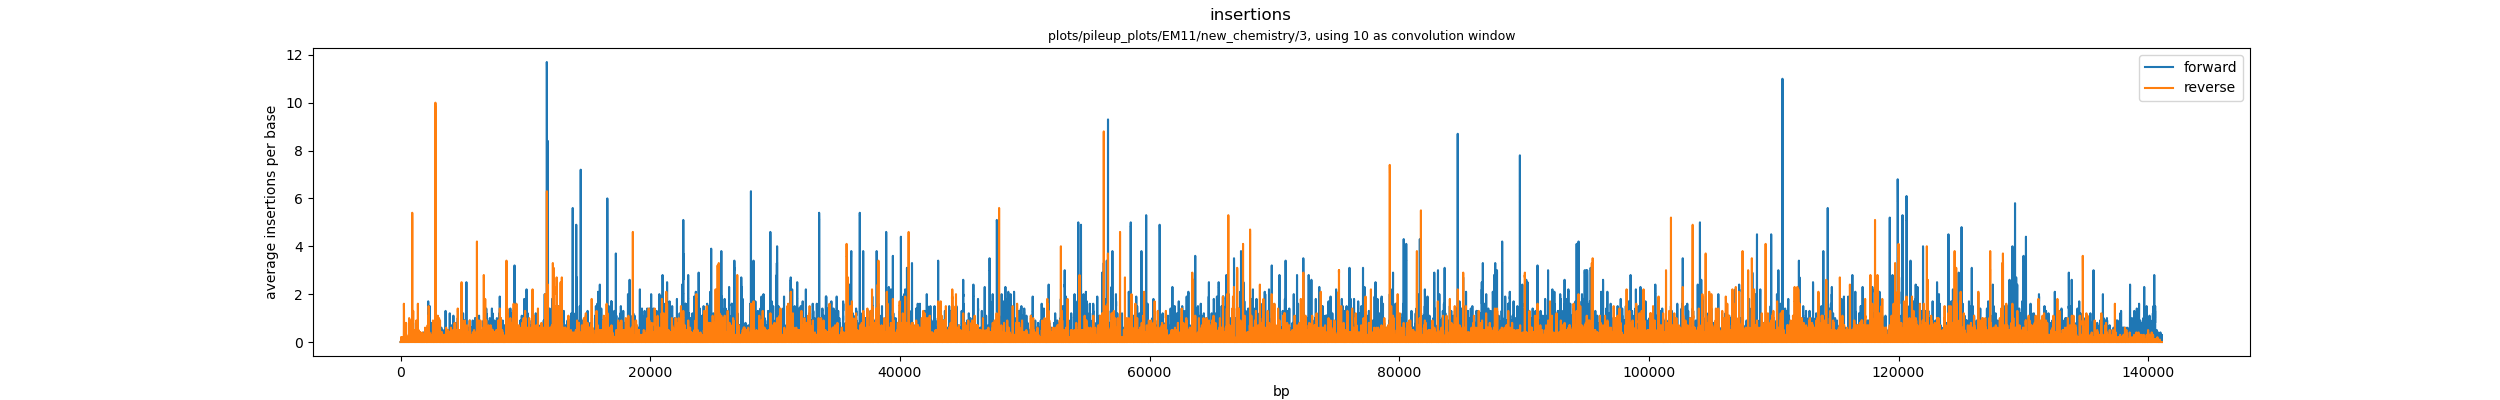 insertions
plots/pileup_plots/EM11/new_chemistry/3, using 10 as convolution window
average insertions per base
12
10
8
6
4
2
0
forward
reverse
0 20000 40000 60000 80000 100000 120000 140000
bp